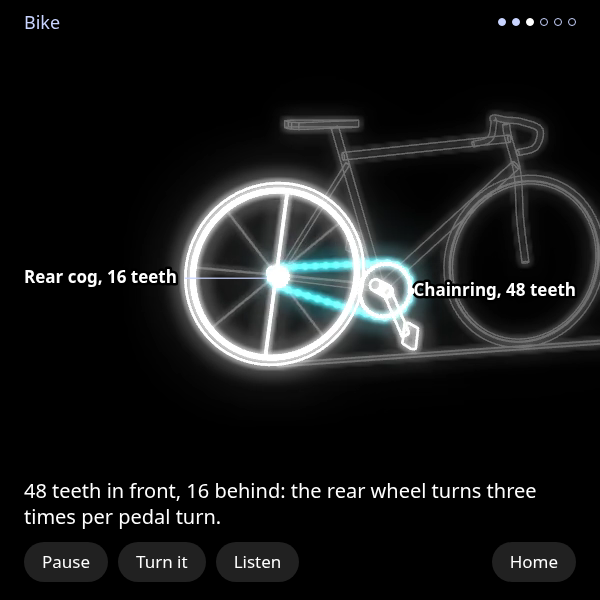 Bike
Rear cog, 16 teeth
Chainring, 48 teeth
48 teeth in front, 16 behind: the rear wheel turns three
times per pedal turn.
Pause
Turn it
Listen
Home